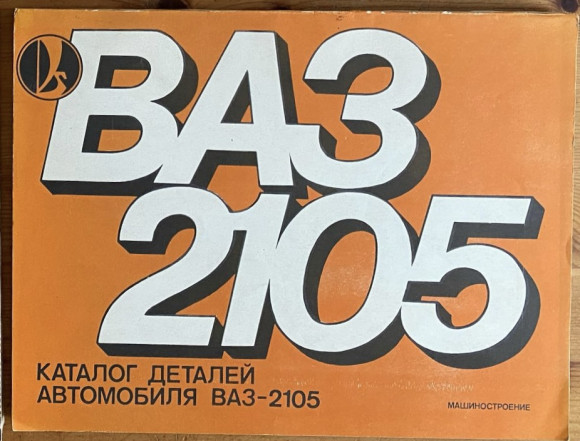 ВАЗ
2105
КАТАЛОГ ДЕТАЛЕЙ
АВТОМОБИЛЯ ВАЗ-2105
МАШИНОСТРОЕНИЕ